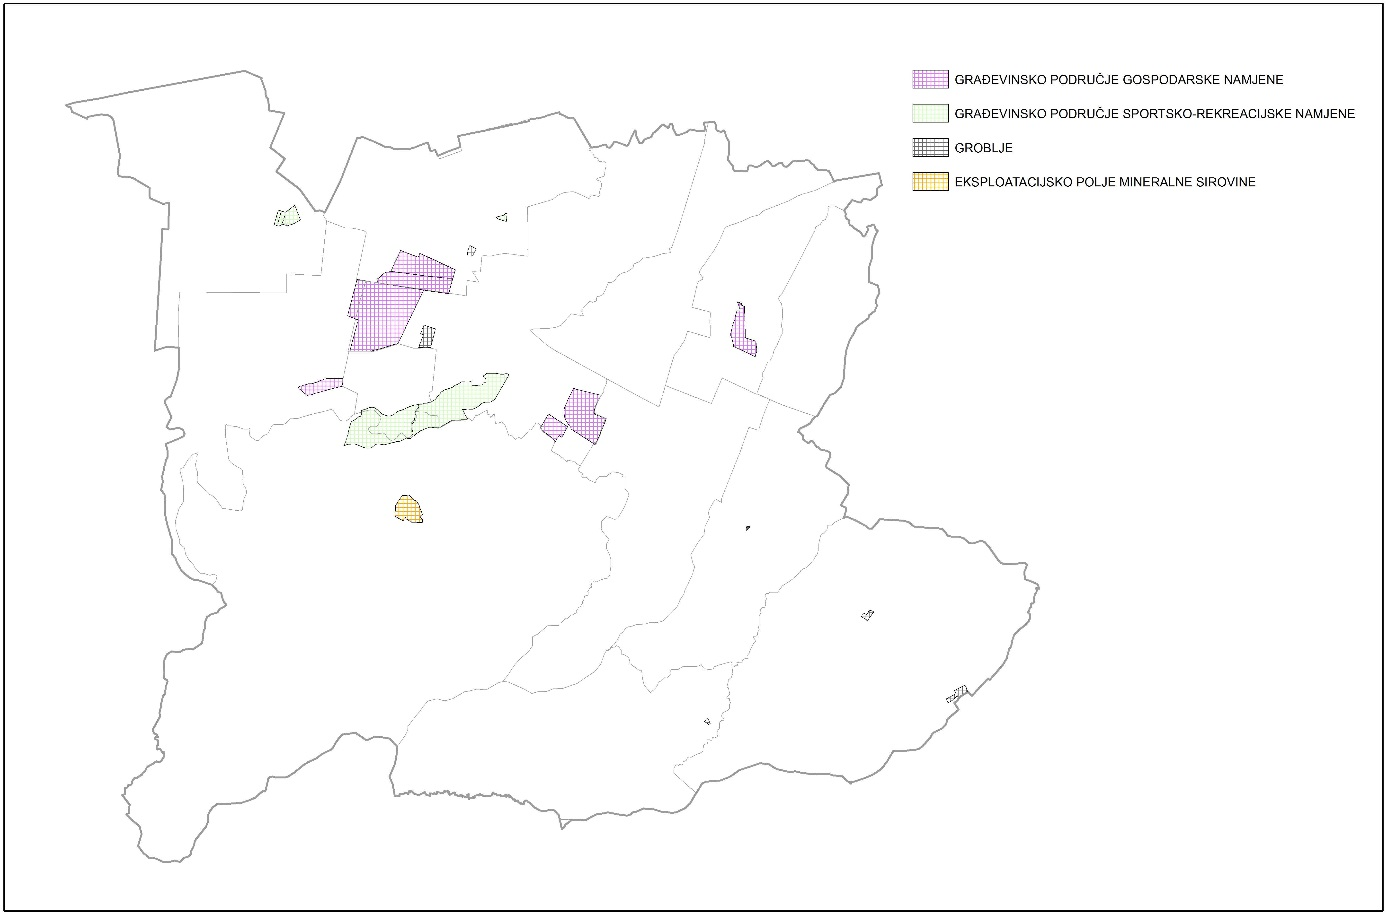 GRAĐEVINSKO PODRUČJE GOSPODARSKE NAMJENE
GRAĐEVINSKO PODRUČJE SPORTSKO-REKREACIJSKE NAMJENE
GROBLJE
EKSPLOATACIJSKO POLJE MINERALNE SIROVINE